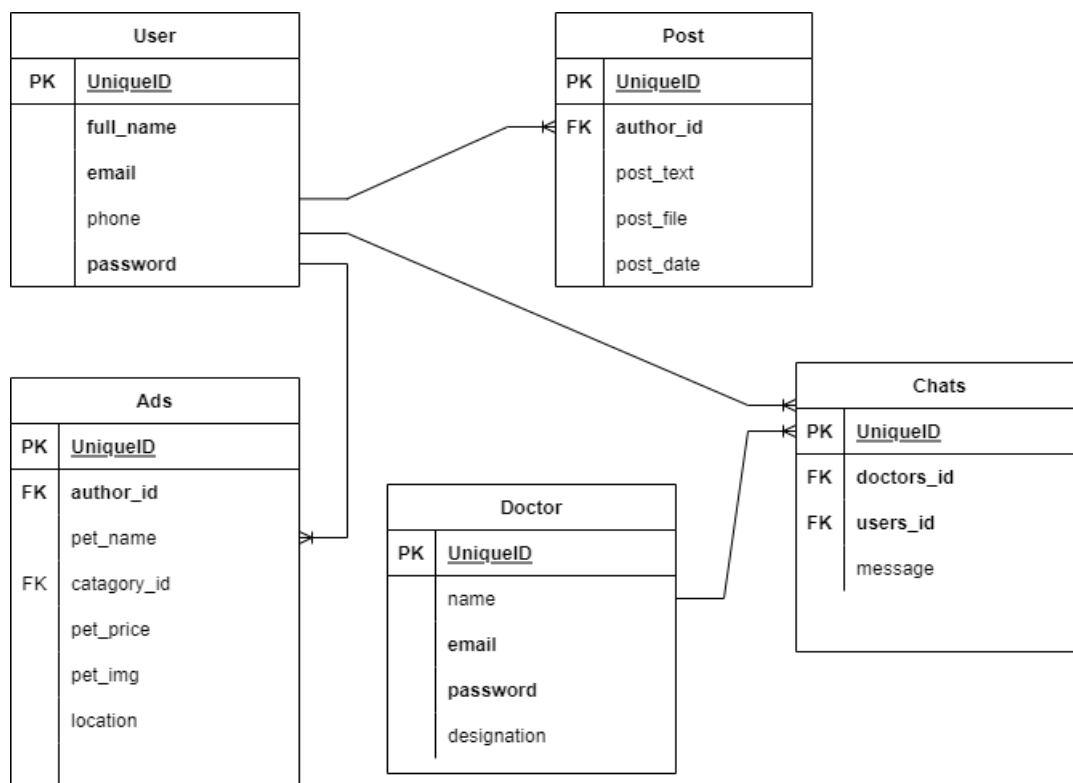 User
PK UniqueID
full_name
email
phone
password
Post
PK UniqueID
FK author_id
post_text
post_file
post_date
Ads
PK UniqueID
FK author_id
pet_name
FK catagory_id
pet_price
pet_img
location
Doctor
PK UniqueID
name
email
password
designation
Chats
PK UniqueID
FK doctors_id
FK users_id
message